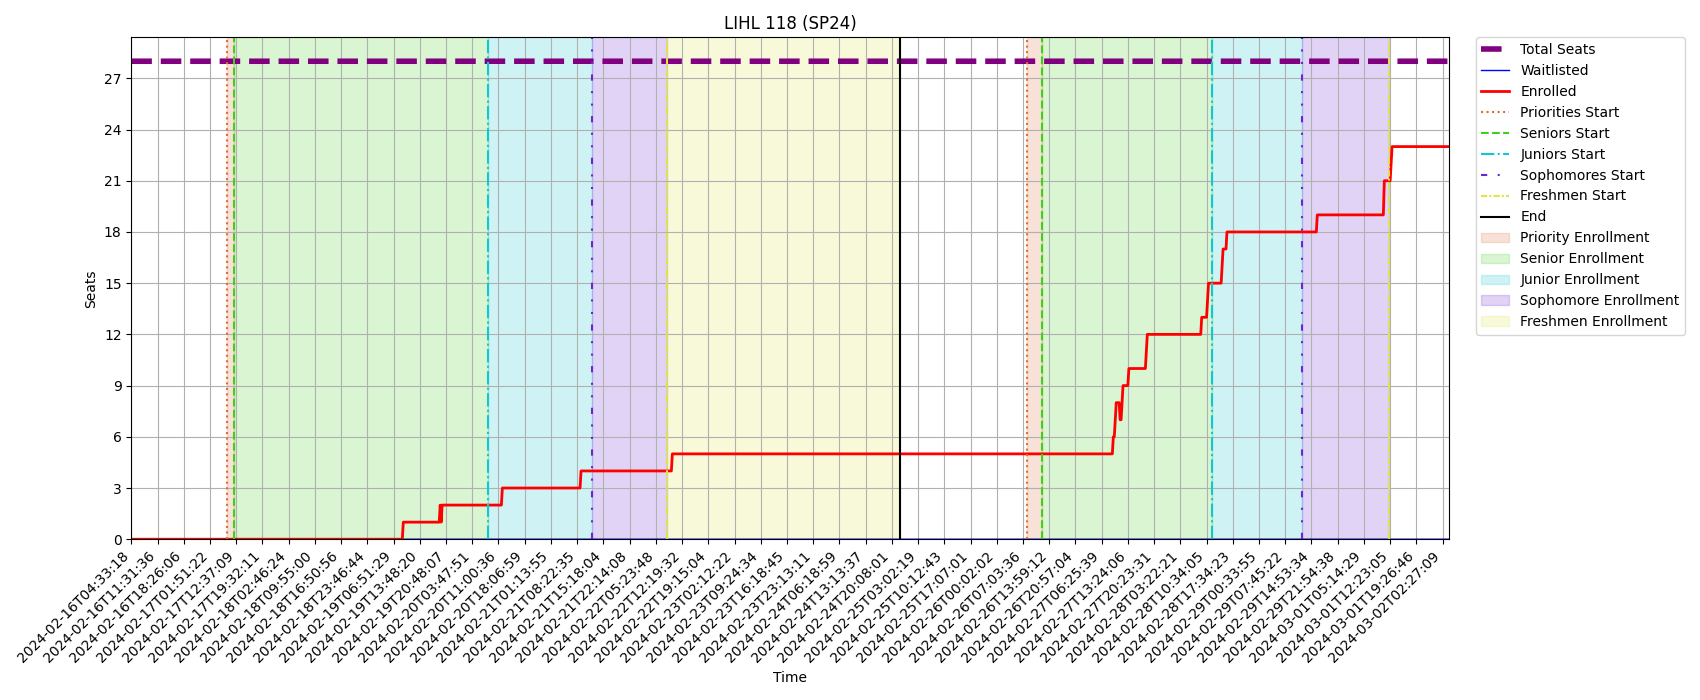 LIHL 118 (SP24)
Seats
27
24
21
18
15
12
9
6
3
0
2024-02-16T04:33:18
2024-02-16T11:31:36
2024-02-16T18:26:06
2024-02-17T01:51:22
2024-02-17T12:37:09
2024-02-17T19:32:11
2024-02-18T02:46:24
2024-02-18T09:55:00
2024-02-18T16:50:56
2024-02-18T23:46:44
2024-02-19T06:51:29
2024-02-19T13:48:20
2024-02-19T20:48:07
2024-02-20T03:47:51
2024-02-20T11:00:36
2024-02-20T18:06:59
2024-02-21T01:13:55
2024-02-21T08:22:35
2024-02-21T15:18:04
2024-02-21T22:14:08
2024-02-22T05:23:48
2024-02-22T12:19:32
2024-02-22T19:15:04
2024-02-23T02:12:22
2024-02-23T09:24:34
2024-02-23T16:18:45
2024-02-23T23:13:11
2024-02-24T06:18:59
2024-02-24T13:13:37
2024-02-24T20:08:01
2024-02-25T03:02:19
2024-02-25T10:12:43
2024-02-25T17:07:01
2024-02-26T00:02:02
2024-02-26T07:03:36
2024-02-26T13:59:12
2024-02-26T20:57:04
2024-02-27T06:25:39
2024-02-27T13:24:06
2024-02-27T20:23:31
2024-02-28T03:22:21
2024-02-28T10:34:05
2024-02-28T17:34:23
2024-02-29T00:33:55
2024-02-29T07:45:22
2024-02-29T14:53:34
2024-02-29T21:54:38
2024-03-01T05:14:29
2024-03-01T12:23:05
2024-03-01T19:26:46
2024-03-02T02:27:09
Time
Total Seats
Waitlisted
Enrolled
Priorities Start
Seniors Start
Juniors Start
Sophomores Start
Freshmen Start
End
Priority Enrollment
Senior Enrollment
Junior Enrollment
Sophomore Enrollment
Freshmen Enrollment